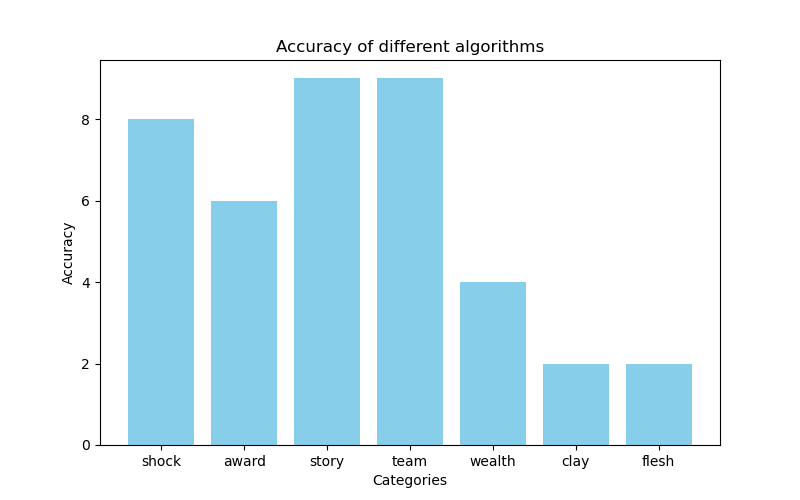 Accuracy of different algorithms
8
6
4
2
0
Accuracy
shock award story team wealth clay flesh
Categories